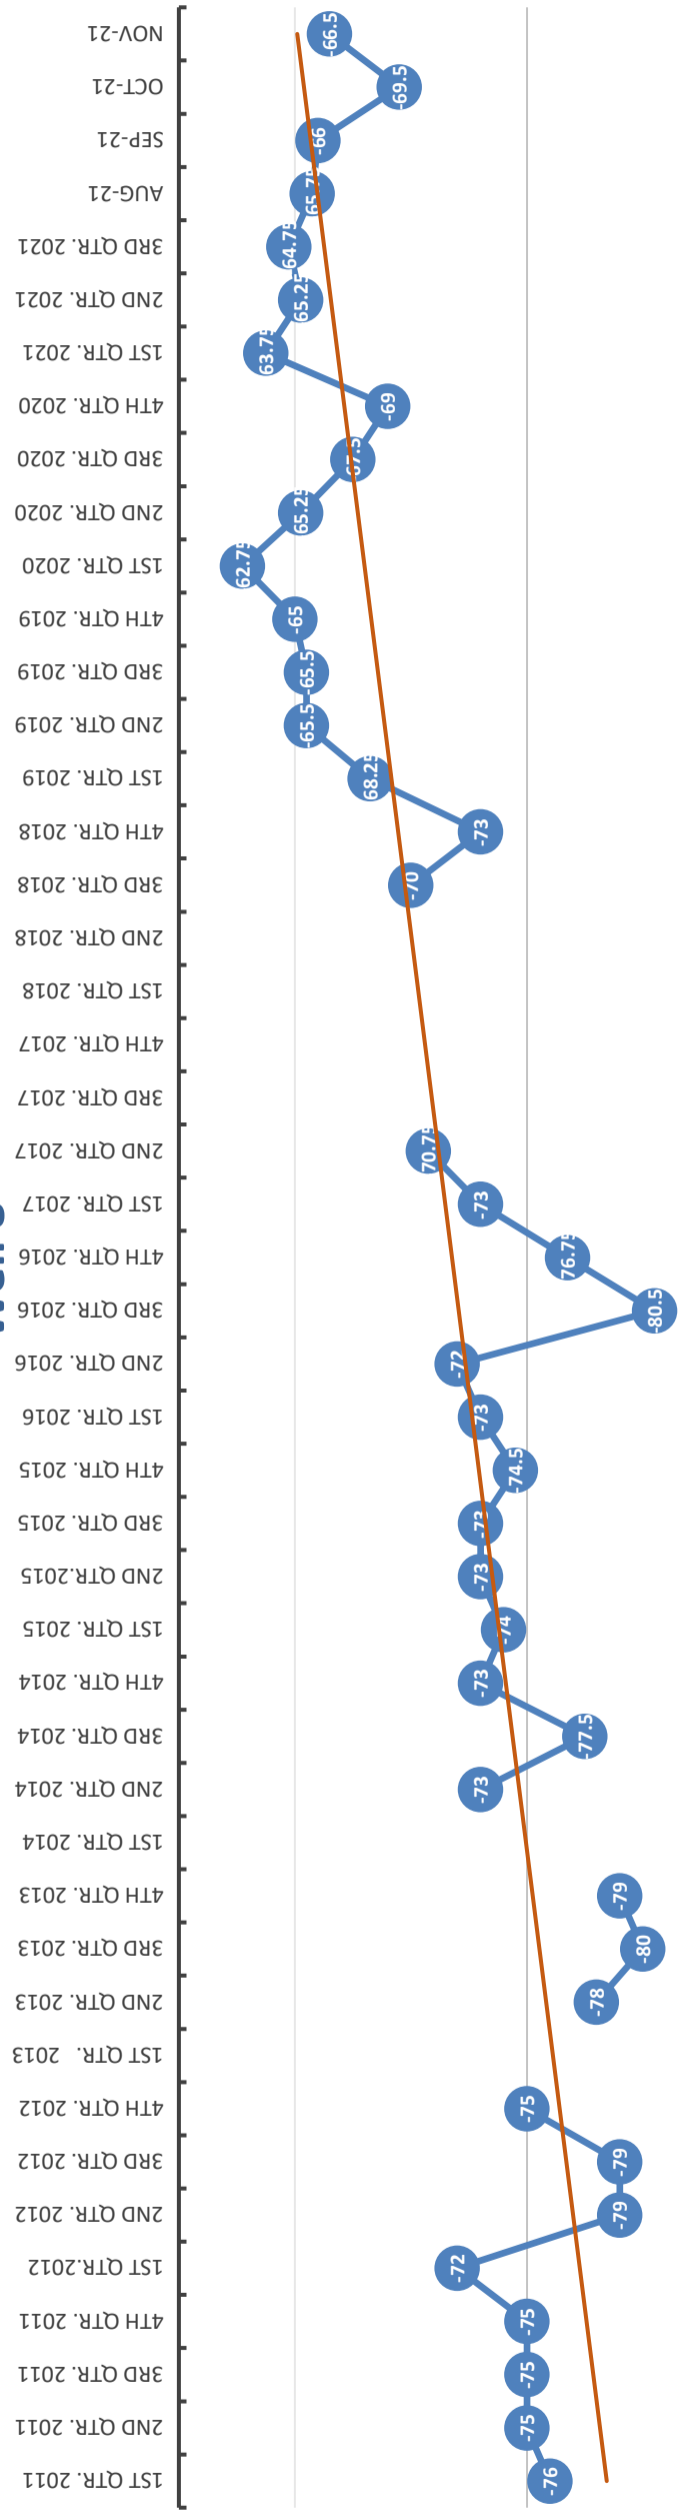 NOV-21
-66.5
OCT-21
-69.5
SEP-21
-66
AUG-21
65.75
3RD QTR. 2021
64.75
2ND QTR. 2021
65.25
1ST QTR. 2021
63.75
4TH QTR. 2020
-69
3RD QTR. 2020
67.5
2ND QTR. 2020
65.25
1ST QTR. 2020
62.75
4TH QTR. 2019
-65
3RD QTR. 2019
-65.5
2ND QTR. 2019
-65.5
1ST QTR. 2019
68.25
4TH QTR. 2018
-73
3RD QTR. 2018
-70
2ND QTR. 2018
1ST QTR. 2018
4TH QTR. 2017
3RD QTR. 2017
2ND QTR. 2017
70.75
1ST QTR. 2017
-73
4TH QTR. 2016
76.75
3RD QTR. 2016
-80.5
2ND QTR. 2016
-72
1ST QTR. 2016
-73
4TH QTR. 2015
-74.5
3RD QTR. 2015
-73
2ND QTR.2015
-73
1ST QTR. 2015
-74
4TH QTR. 2014
-73
3RD QTR. 2014
-77.5
2ND QTR. 2014
-73
1ST QTR. 2014
4TH QTR. 2013
-79
3RD QTR. 2013
-80
2ND QTR. 2013
-78
1ST QTR. 2013
4TH QTR. 2012
-75
3RD QTR. 2012
-79
2ND QTR. 2012
-79
1ST QTR.2012
-72
4TH QTR. 2011
-75
3RD QTR. 2011
-75
2ND QTR. 2011
-75
1ST QTR. 2011
-76